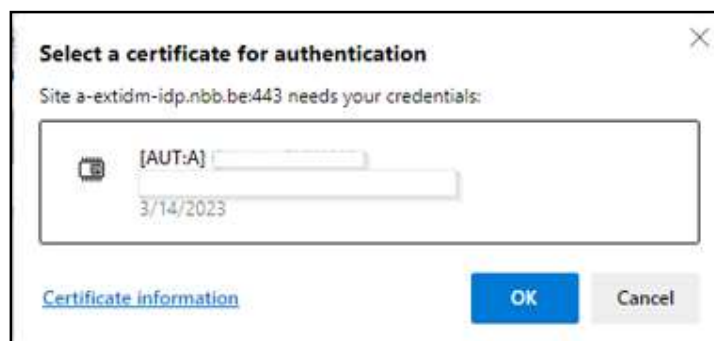 Select a certificate for authentication
Site a-extidm-idp.nbb.be:443 needs your credentials:
[AUT:A]
3/14/2023
Certificate information
OK
Cancel